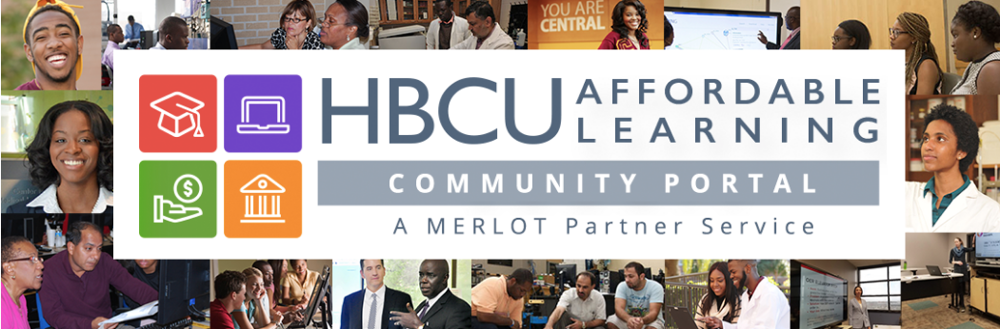 YOU ARE
CENTRAL
HBCU AFFORDABLE
LEARNING
COMMUNITY PORTAL
A MERLOT Partner Service